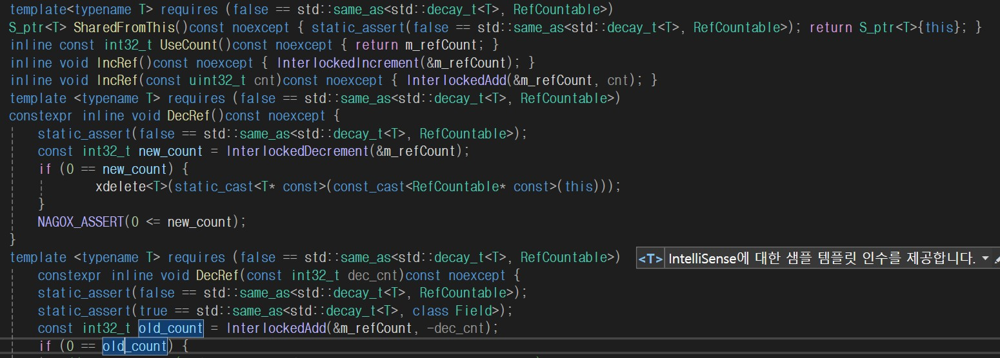 template<typename T> requires (false == std::same_as<std::decay_t<T>, RefCountable>)
S_ptr<T> SharedFromThis()const noexcept { static_assert(false == std::same_as<std::decay_t<T>, RefCountable>); return S_ptr<T>{this}; }
inline const int32_t UseCount()const noexcept { return m_refCount; }
inline void IncRef()const noexcept { InterlockedIncrement(&m_refCount); }
inline void IncRef(const uint32_t cnt)const noexcept { InterlockedAdd(&m_refCount, cnt); }
template <typename T> requires (false == std::same_as<std::decay_t<T>, RefCountable>)
constexpr inline void DecRef()const noexcept {
static_assert(false == std::same_as<std::decay_t<T>, RefCountable>);
const int32_t new_count = InterlockedDecrement(&m_refCount);
if (0 == new_count) {
xdelete<T>(static_cast<T* const>(const_cast<RefCountable* const>(this)));
}
NAGOX_ASSERT(0 <= new_count);
}
template <typename T> requires (false == std::same_as<std::decay_t<T>, RefCountable>) <T> IntelliSense에 대한 샘플 템플릿 인수를 제공합니다.
constexpr inline void DecRef(const int32_t dec_cnt)const noexcept {
static_assert(false == std::same_as<std::decay_t<T>, RefCountable>);
static_assert(true == std::same_as<std::decay_t<T>, class Field>);
const int32_t old_count = InterlockedAdd(&m_refCount, -dec_cnt);
if (0 == old_count) {